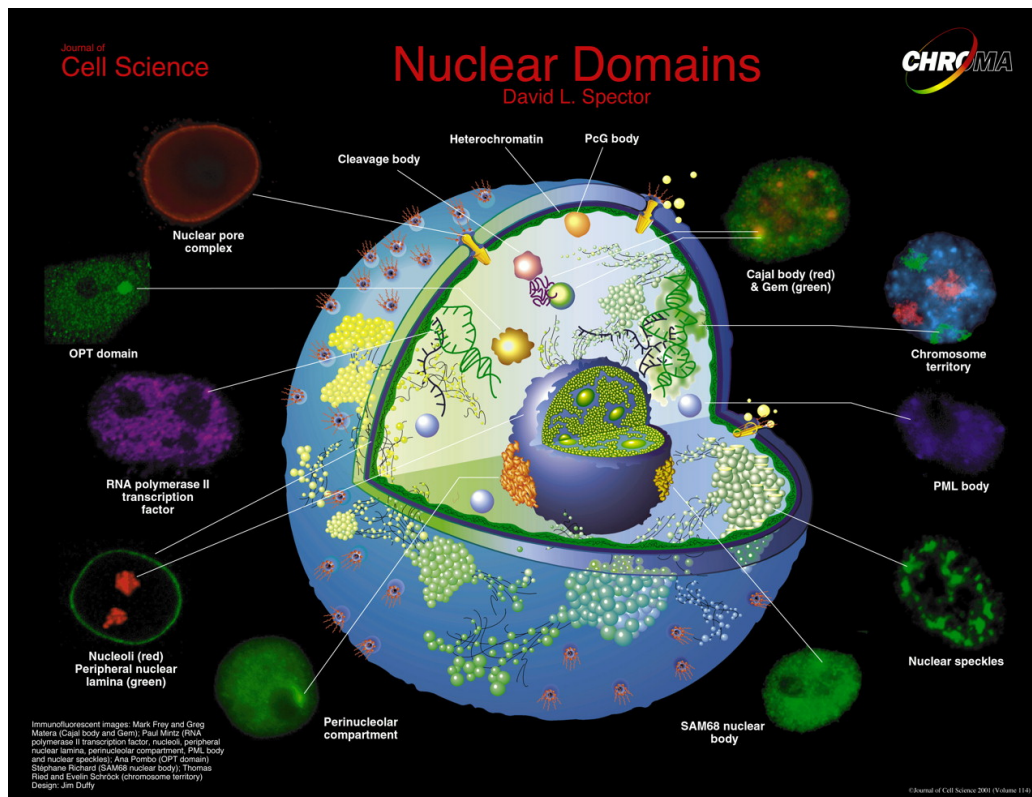 Journal of
Cell Science
Nuclear Domains
David L. Spector
CHROMA
Heterochromatin
PcG body
Cleavage body
Nuclear pore
complex
Cajal body (red)
& Gem (green)
OPT domain
Chromosome
territory
RNA polymerase II
transcription
factor
PML body
Nucleoli (red)
Peripheral nuclear
lamina (green)
Nuclear speckles
Perinucleolar
compartment
SAM68 nuclear
body
Immunofluorescent images: Mark Frey and Greg
Matera (Cajal body and Gem); Paul Mintz (RNA
polymerase II transcription factor, nucleoli, peripheral
nuclear lamina, perinucleolar compartment, PML body
and nuclear speckles); Ana Pombo (OPT domain)
Stéphane Richard (SAM68 nuclear body); Thomas
Ried and Evelin Schröck (chromosome territory)
Design: Jim Duffy
©Journal of Cell Science 2001 (Volume 114)